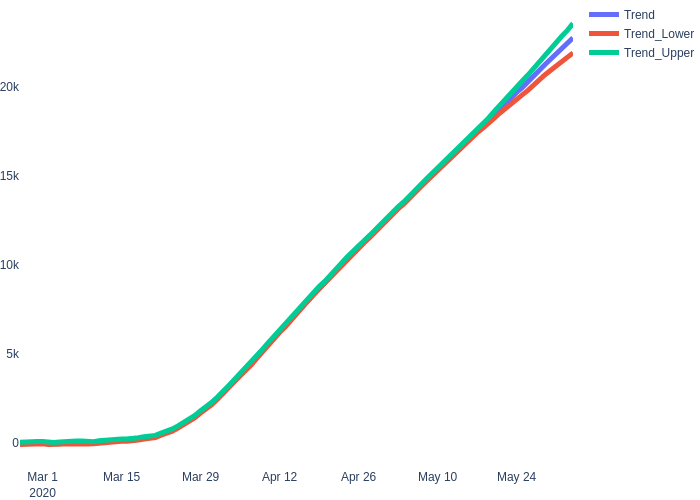 Trend
Trend_Lower
Trend_Upper
20k
15k
10k
5k
0
Mar 1
2020
Mar 15
Mar 29
Apr 12
Apr 26
May 10
May 24